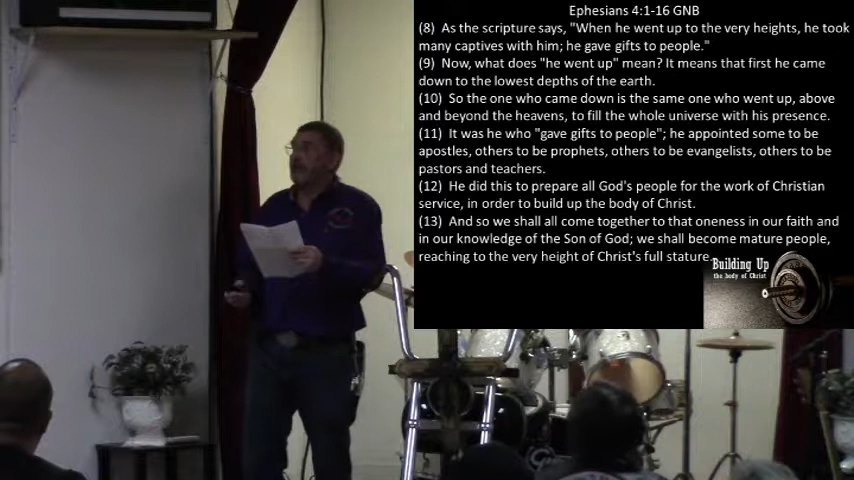 Ephesians 4:1-16 GNB
(8)  As the scripture says, "When he went up to the very heights, he took
many captives with him; he gave gifts to people."
(9)  Now, what does "he went up" mean? It means that first he came
down to the lowest depths of the earth.
(10)  So the one who came down is the same one who went up, above
and beyond the heavens, to fill the whole universe with his presence.
(11)  It was he who "gave gifts to people"; he appointed some to be
apostles, others to be prophets, others to be evangelists, others to be
pastors and teachers.
(12)  He did this to prepare all God's people for the work of Christian
service, in order to build up the body of Christ.
(13)  And so we shall all come together to that oneness in our faith and
in our knowledge of the Son of God; we shall become mature people,
reaching to the very height of Christ's full stature.
Building Up
the body of Christ